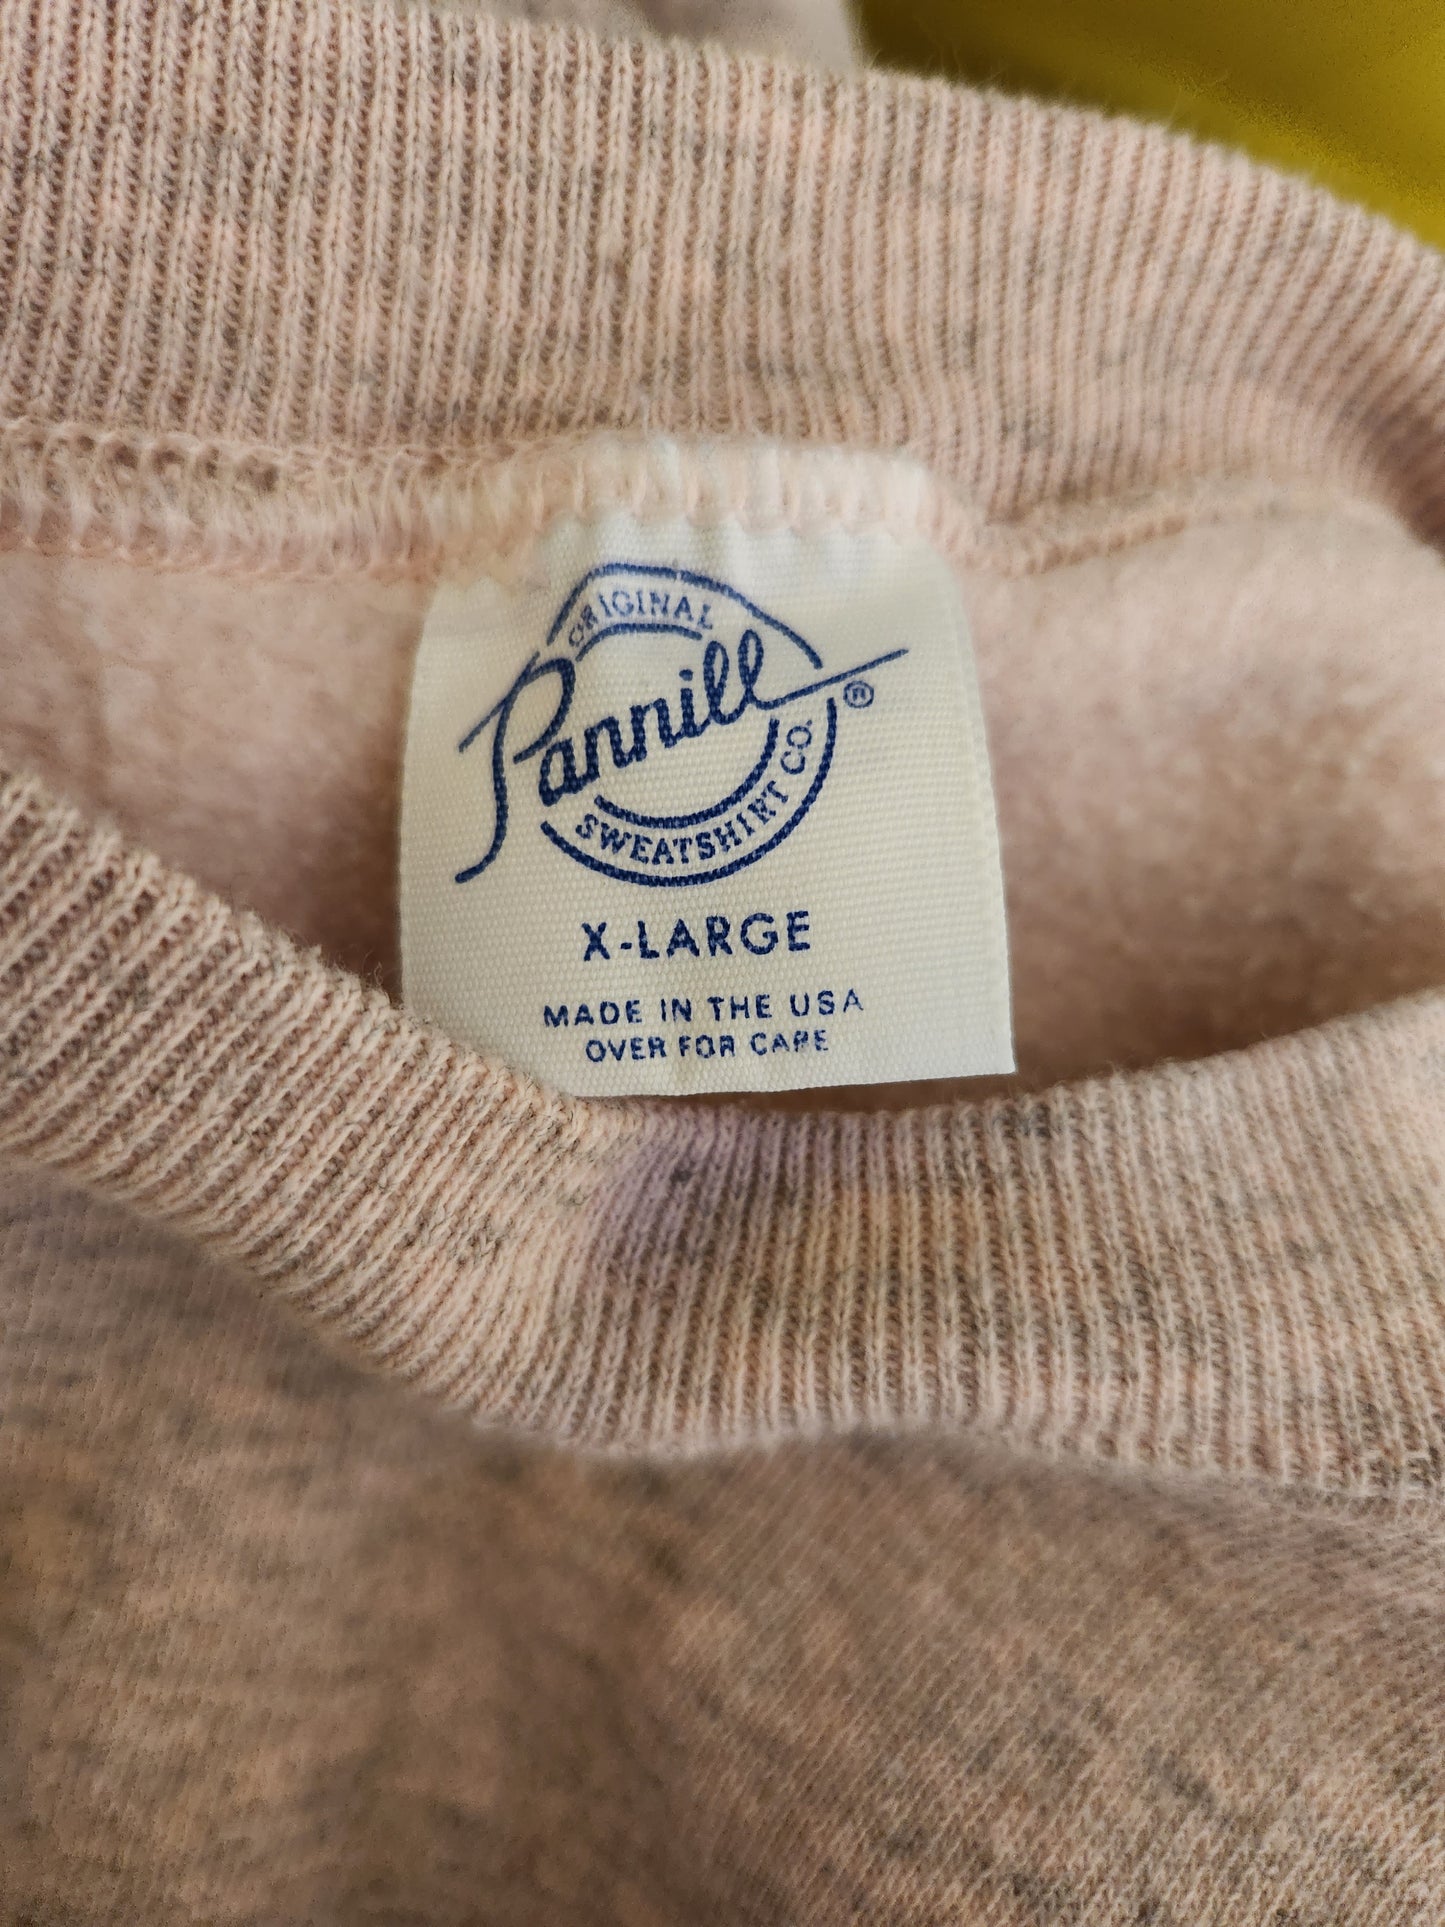 ORIGINAL
Pannill ®
SWEATSHIRT CO.
X-LARGE
MADE IN THE USA
OVER FOR CARE